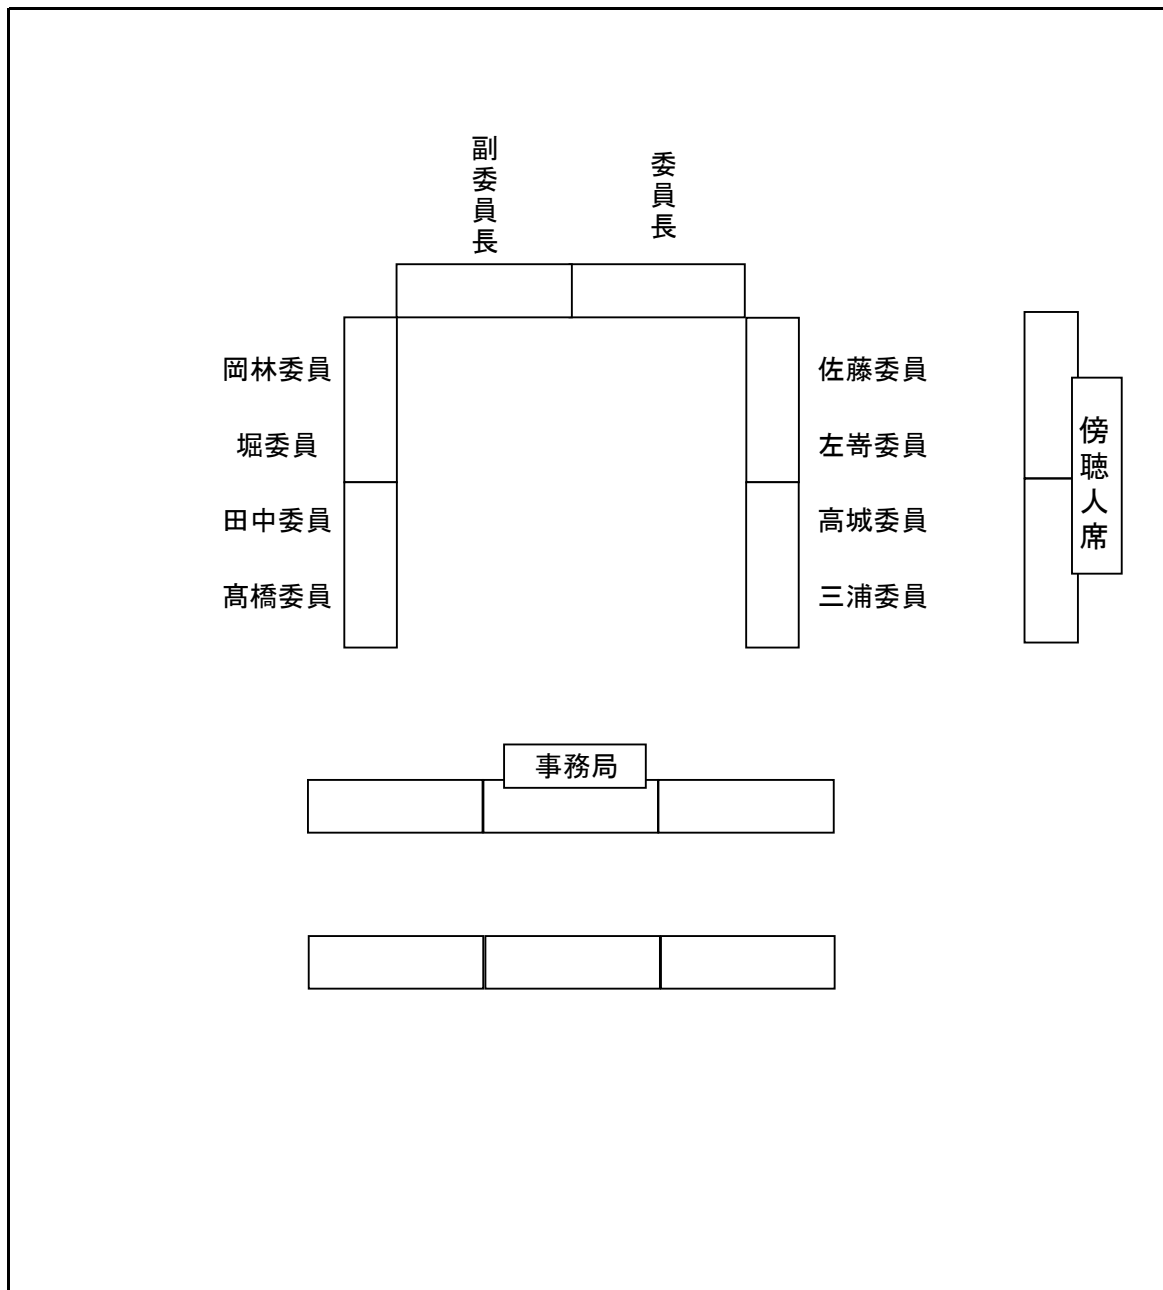 副委員長
委員長
岡林委員
佐藤委員
堀委員
左嵜委員
田中委員
高城委員
髙橋委員
三浦委員
傍聴人席
事務局